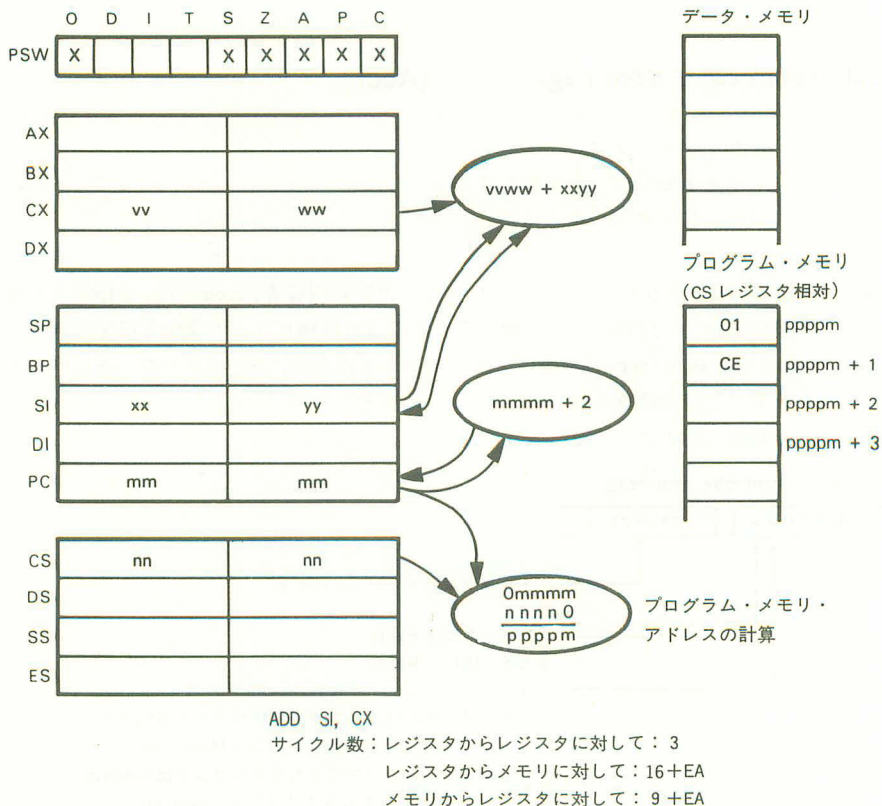 O D I T S Z A P C
PSW X X X X X X
データ・メモリ
AX
BX
CX vv ww
DX
vvww + xxyy
プログラム・メモリ
(CSレジスタ相対)
01 ppppm
CE ppppm + 1
ppppm + 2
ppppm + 3
SP
BP
SI xx yy
DI
PC mm mm
mmmm + 2
CS nn nn
DS
SS
ES
0mmmm
nnnn0
ppppm
プログラム・メモリ・
アドレスの計算
ADD SI, CX
サイクル数:レジスタからレジスタに対して: 3
レジスタからメモリに対して:16+EA
メモリからレジスタに対して: 9+EA